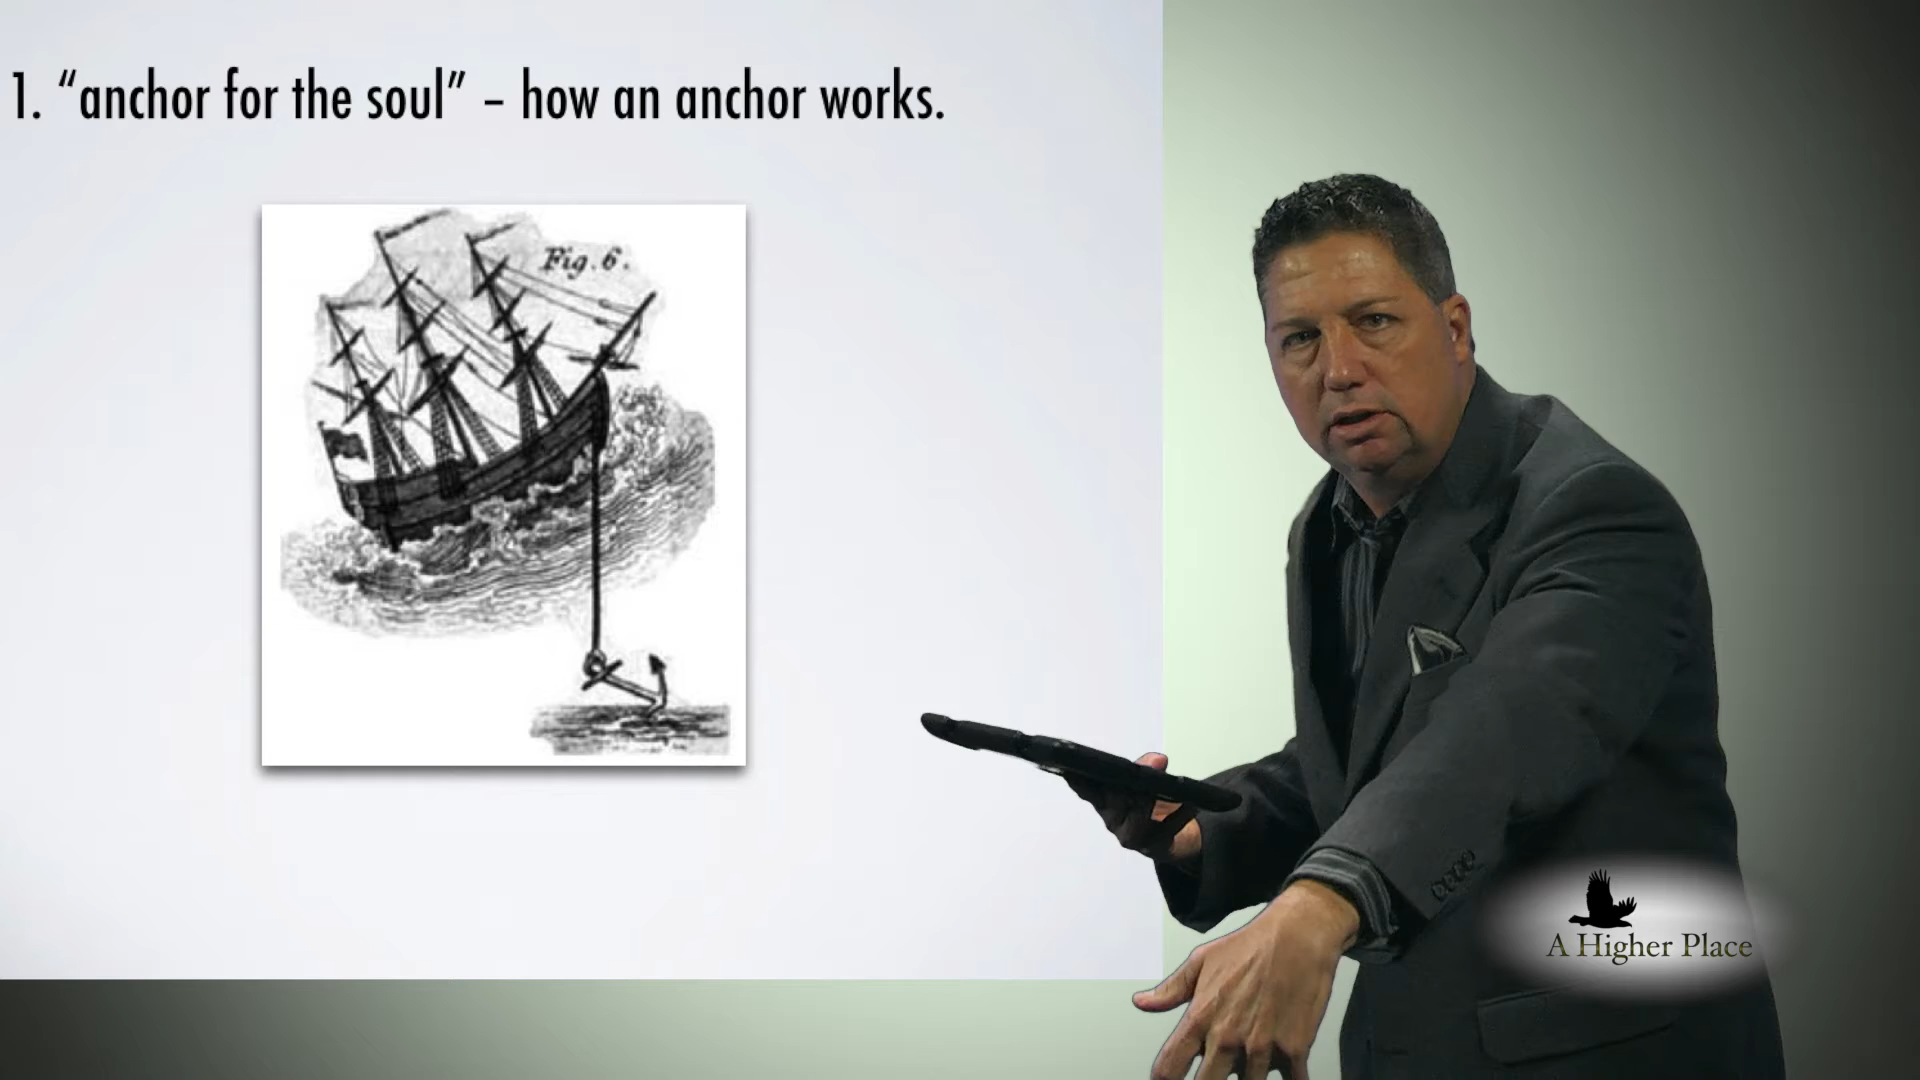 1. “anchor for the soul” – how an anchor works.
Fig. 6.
A Higher Place